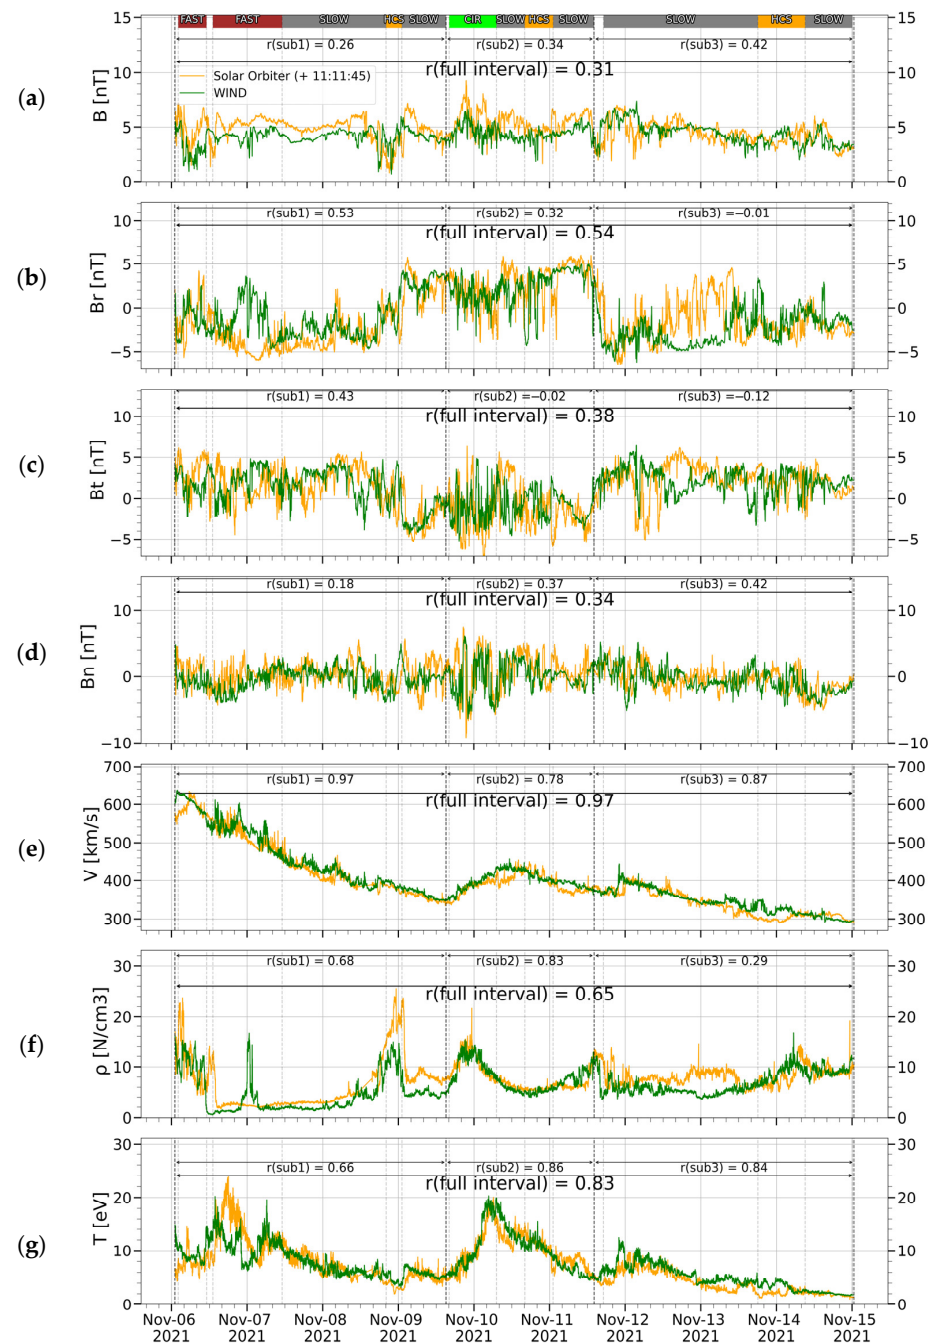 FAST FAST SLOW HCS SLOW CIR SLOW HCS SLOW SLOW HCS SLOW
r(sub1) = 0.26 r(sub2) = 0.34 r(sub3) = 0.42
r(full interval) = 0.31
Solar Orbiter (+ 11:11:45)
WIND
(a)
B [nT]
15 10 5 0
15 10 5 0
r(sub1) = 0.53 r(sub2) = 0.32 r(sub3) =−0.01
r(full interval) = 0.54
(b)
Br [nT]
10 5 0 −5
10 5 0 −5
r(sub1) = 0.43 r(sub2) =−0.02 r(sub3) =−0.12
r(full interval) = 0.38
(c)
Bt [nT]
10 5 0 −5
10 5 0 −5
r(sub1) = 0.18 r(sub2) = 0.37 r(sub3) = 0.42
r(full interval) = 0.34
(d)
Bn [nT]
10 0 −10
10 0 −10
r(sub1) = 0.97 r(sub2) = 0.78 r(sub3) = 0.87
r(full interval) = 0.97
(e)
V [km/s]
700 600 500 400 300
700 600 500 400 300
r(sub1) = 0.68 r(sub2) = 0.83 r(sub3) = 0.29
r(full interval) = 0.65
(f)
ρ [N/cm3]
30 20 10 0
30 20 10 0
r(sub1) = 0.66 r(sub2) = 0.86 r(sub3) = 0.84
r(full interval) = 0.83
(g)
T [eV]
30 20 10 0
30 20 10 0
Nov-06 Nov-07 Nov-08 Nov-09 Nov-10 Nov-11 Nov-12 Nov-13 Nov-14 Nov-15
2021 2021 2021 2021 2021 2021 2021 2021 2021 2021